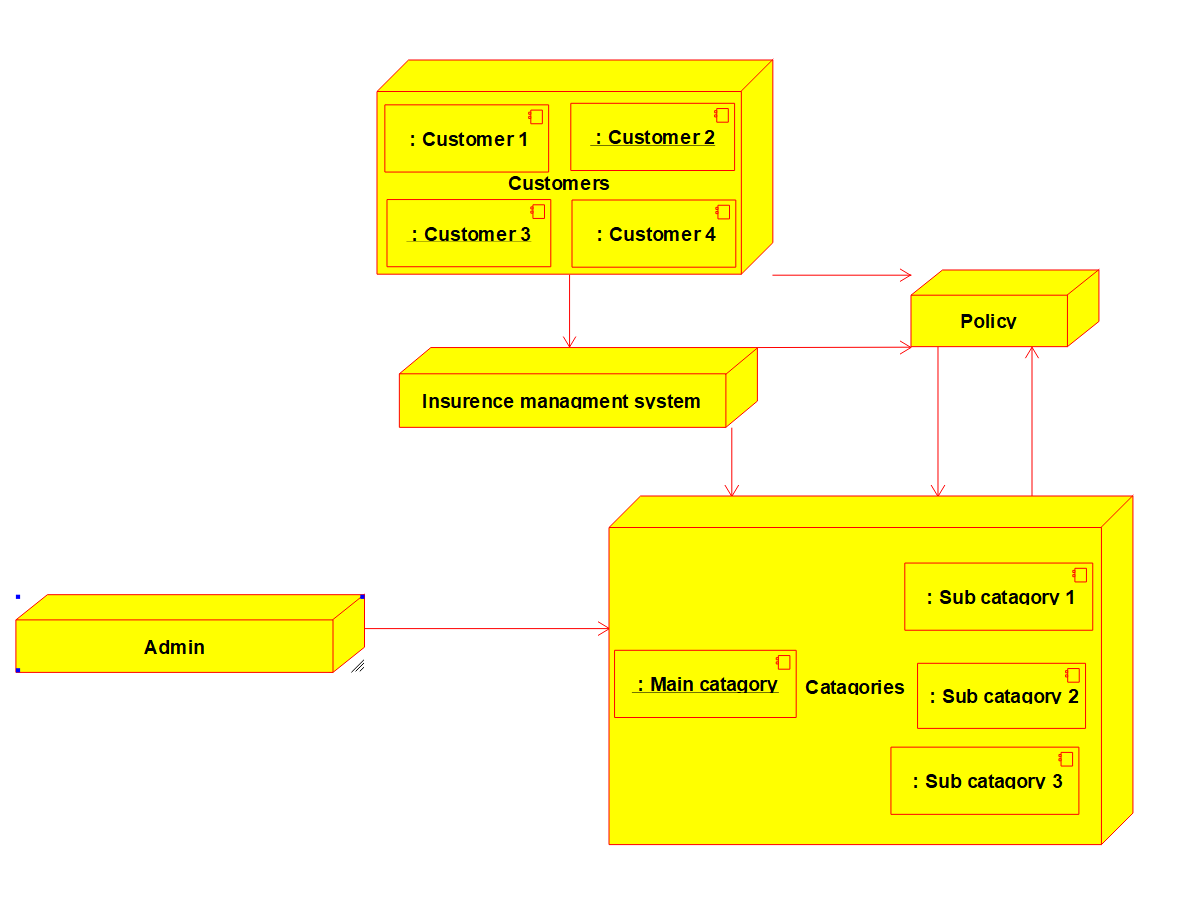 : Customer 1
: Customer 2
Customers
: Customer 3
: Customer 4
Policy
Insurence managment system
: Sub catagory 1
Admin
: Main catagory
Catagories
: Sub catagory 2
: Sub catagory 3